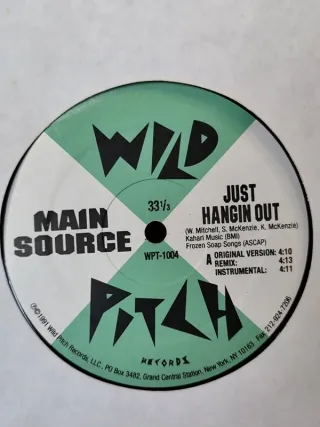 WILD
PITCH
RECORDS
MAIN
SOURCE
33 1/3
WPT-1004
JUST
HANGIN OUT
(W. Mitchell, S. McKenzie, K. McKenzie)
Kahari Music (BMI)
Frozen Soap Songs (ASCAP)
A ORIGINAL VERSION: 4:10
REMIX: 4:13
INSTRUMENTAL: 4:11
℗©1991 Wild Pitch Records, LLC., PO Box 3482, Grand Central Station, New York, NY 10163 Fax 212-924-7206